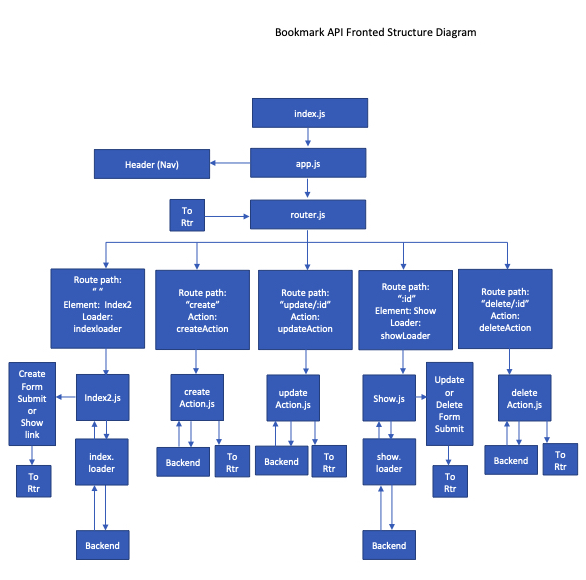 Bookmark API Fronted Structure Diagram
index.js
Header (Nav)
app.js
To
Rtr
router.js
Route path:
“ ”
Element:  Index2
Loader:
indexloader
Route path:
“create”
Action:
createAction
Route path:
“update/:id”
Action:
updateAction
Route path:
“:id”
Element: Show
Loader:
showLoader
Route path:
“delete/:id”
Action:
deleteAction
Create
Form
Submit
or
Show
link
Index2.js
create
Action.js
update
Action.js
Show.js
Update
or
Delete
Form
Submit
delete
Action.js
To
Rtr
index.
loader
Backend
To
Rtr
Backend
To
Rtr
show.
loader
To
Rtr
Backend
To
Rtr
Backend
Backend